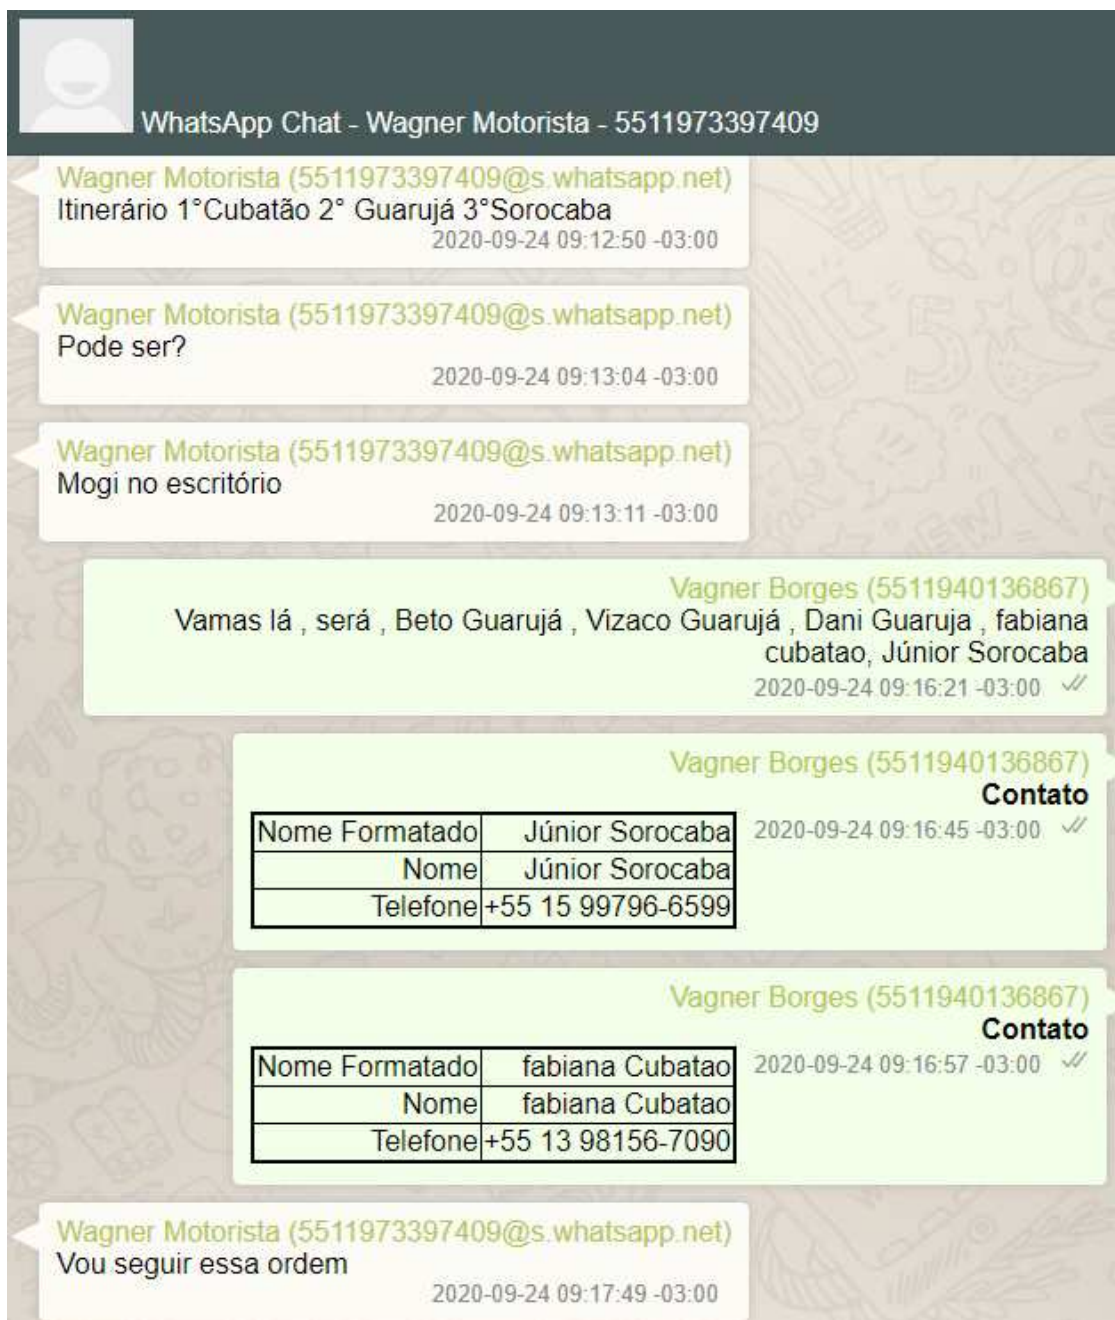 WhatsApp Chat - Wagner Motorista - 5511973397409
Wagner Motorista (5511973397409@s.whatsapp.net)
Itinerário 1°Cubatão 2° Guarujá 3°Sorocaba
2020-09-24 09:12:50 -03:00
Wagner Motorista (5511973397409@s.whatsapp.net)
Pode ser?
2020-09-24 09:13:04 -03:00
Wagner Motorista (5511973397409@s.whatsapp.net)
Mogi no escritório
2020-09-24 09:13:11 -03:00
Vagner Borges (5511940136867)
Vamas lá , será , Beto Guarujá , Vizaco Guarujá , Dani Guaruja , fabiana
cubatao, Júnior Sorocaba
2020-09-24 09:16:21 -03:00
Vagner Borges (5511940136867)
Contato
Nome Formatado Júnior Sorocaba 2020-09-24 09:16:45 -03:00
Nome Júnior Sorocaba
Telefone +55 15 99796-6599
Vagner Borges (5511940136867)
Contato
Nome Formatado fabiana Cubatao 2020-09-24 09:16:57 -03:00
Nome fabiana Cubatao
Telefone +55 13 98156-7090
Wagner Motorista (5511973397409@s.whatsapp.net)
Vou seguir essa ordem
2020-09-24 09:17:49 -03:00